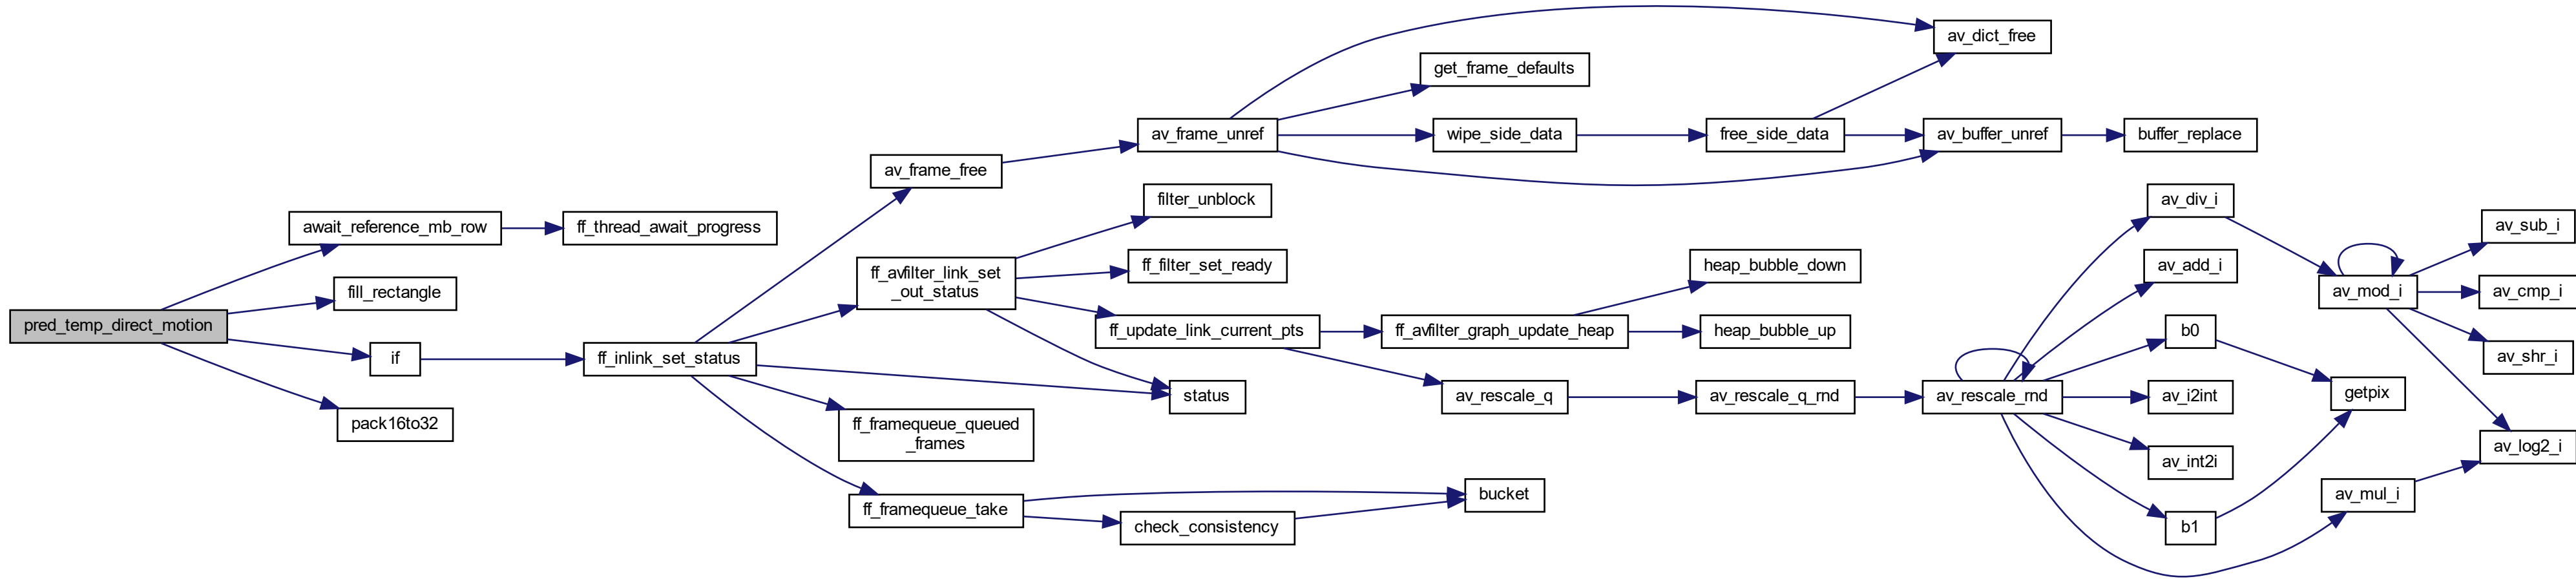 pred_temp_direct_motion
await_reference_mb_row
fill_rectangle
if
pack16to32
ff_thread_await_progress
ff_inlink_set_status
av_frame_free
ff_avfilter_link_set
_out_status
ff_framequeue_queued
_frames
ff_framequeue_take
av_frame_unref
filter_unblock
ff_filter_set_ready
ff_update_link_current_pts
status
check_consistency
get_frame_defaults
wipe_side_data
ff_avfilter_graph_update_heap
av_rescale_q
bucket
free_side_data
heap_bubble_down
heap_bubble_up
av_rescale_q_rnd
av_dict_free
av_buffer_unref
av_rescale_rnd
buffer_replace
av_div_i
av_add_i
b0
av_i2int
av_int2i
b1
av_mod_i
getpix
av_mul_i
av_sub_i
av_cmp_i
av_shr_i
av_log2_i